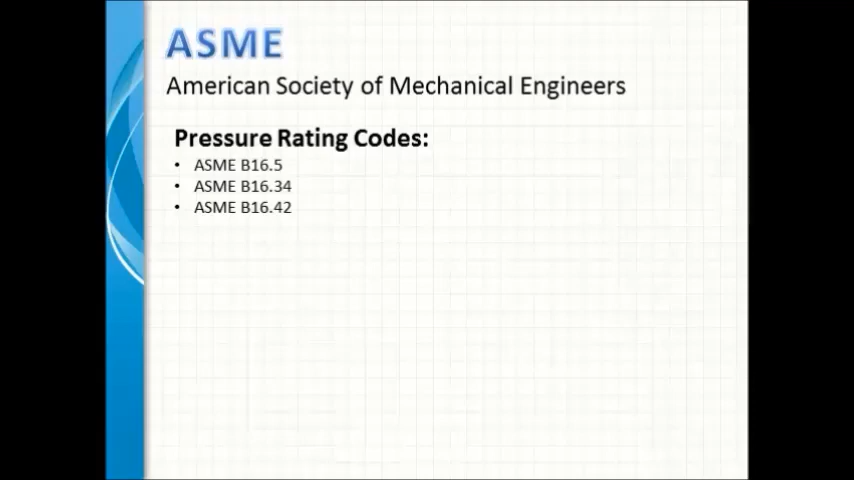 ASME
American Society of Mechanical Engineers
Pressure Rating Codes:
• ASME B16.5
• ASME B16.34
• ASME B16.42